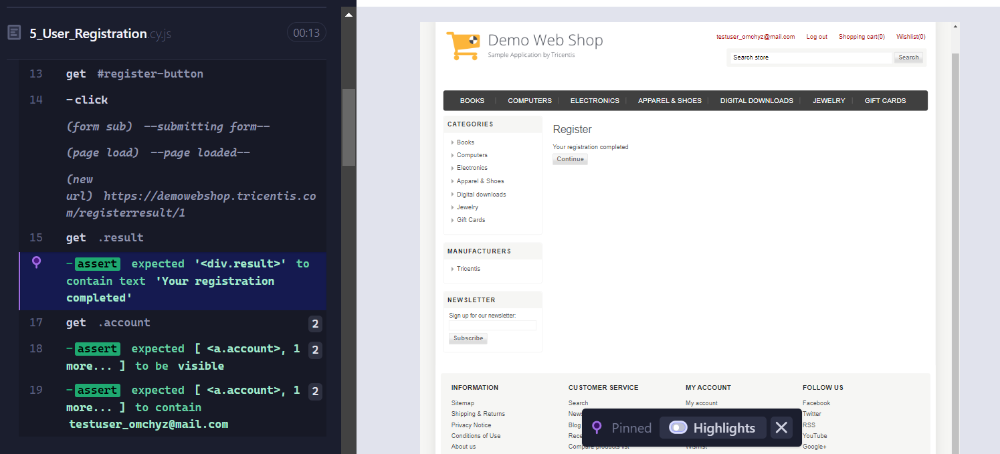 5_User_Registration.cy.js
00:13
13 get #register-button
14 -click
(form sub) --submitting form--
(page load) --page loaded--
(new
url) https://demowebshop.tricentis.co
m/registerresult/1
15 get .result
-assert expected '<div.result>' to
contain text 'Your registration
completed'
17 get .account 2
18 -assert expected [ <a.account>, 1 2
more... ] to be visible
19 -assert expected [ <a.account>, 1 2
more... ] to contain
testuser_omchyz@mail.com
Demo Web Shop
Sample Application by Tricentis
testuser_omchyz@mail.com Log out Shopping cart(0) Wishlist(0)
Search store Search
BOOKS COMPUTERS ELECTRONICS APPAREL & SHOES DIGITAL DOWNLOADS JEWELRY GIFT CARDS
CATEGORIES
Books
Computers
Electronics
Apparel & Shoes
Digital downloads
Jewelry
Gift Cards
MANUFACTURERS
Tricentis
NEWSLETTER
Sign up for our newsletter:
Subscribe
Register
Your registration completed
Continue
INFORMATION
Sitemap
Shipping & Returns
Privacy Notice
Conditions of Use
About us
CUSTOMER SERVICE
Search
News
Blog
Compare products list
MY ACCOUNT
My account
Wishlist
FOLLOW US
Facebook
Twitter
RSS
YouTube
Google+
Pinned Highlights